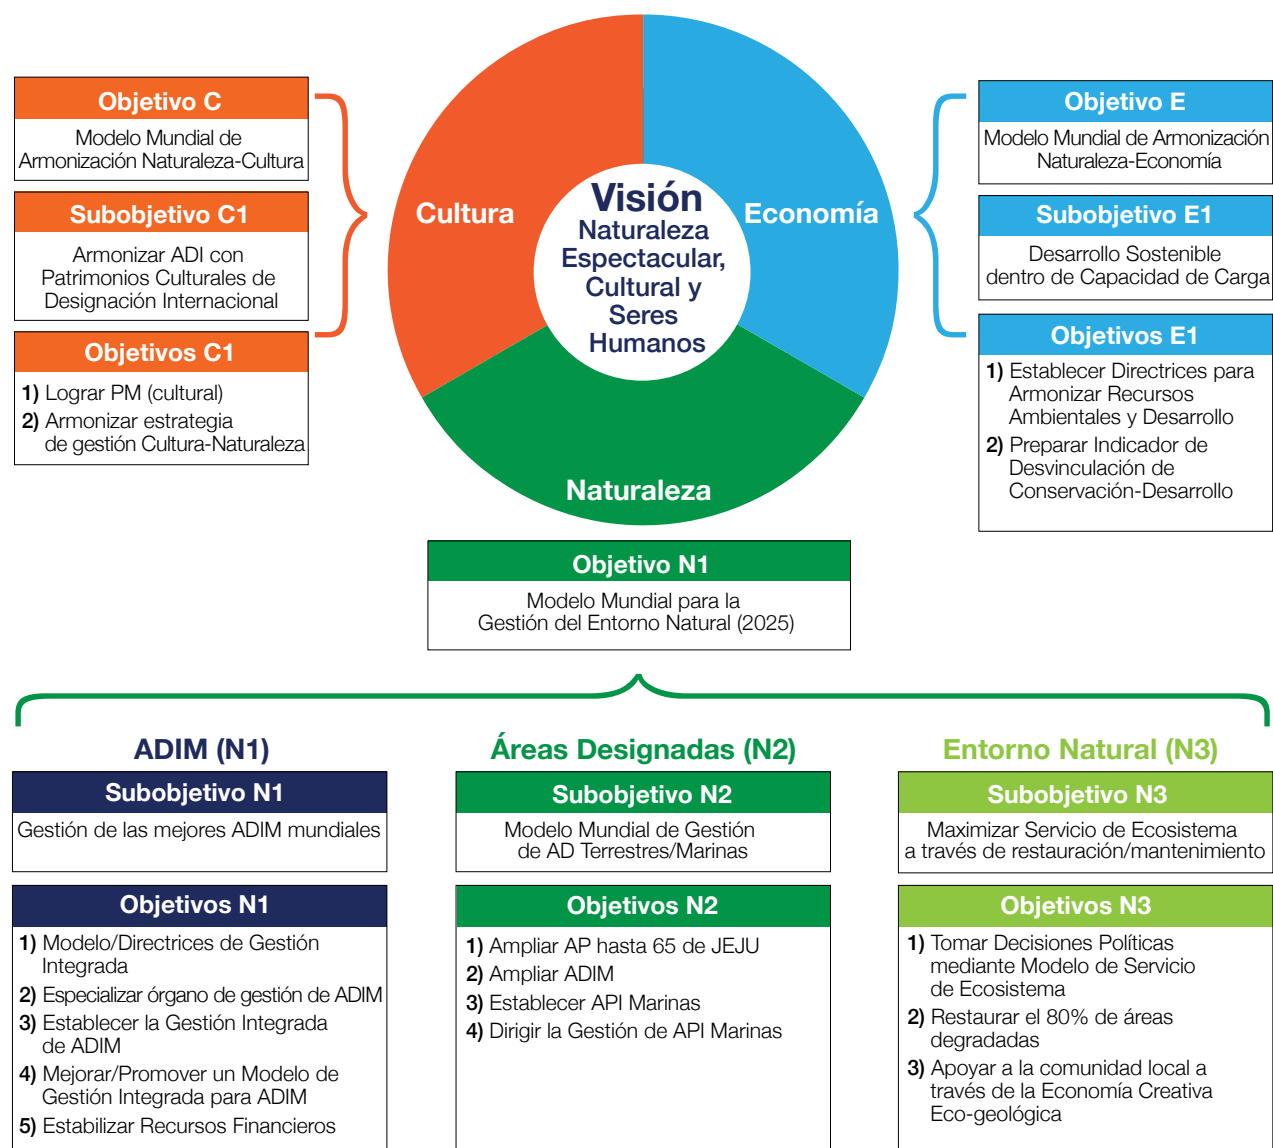 Objetivo C
Modelo Mundial de
Armonización Naturaleza-Cultura
Subobjetivo C1
Armonizar ADI con
Patrimonios Culturales de
Designación Internacional
Objetivos C1
1) Lograr PM (cultural)
2) Armonizar estrategia
de gestión Cultura-Naturaleza
Cultura
Visión
Naturaleza
Espectacular,
Cultural y
Seres
Humanos
Economía
Naturaleza
Objetivo E
Modelo Mundial de Armonización
Naturaleza-Economía
Subobjetivo E1
Desarrollo Sostenible
dentro de Capacidad de Carga
Objetivos E1
1) Establecer Directrices para
Armonizar Recursos
Ambientales y Desarrollo
2) Preparar Indicador de
Desvinculación de
Conservación-Desarrollo
Objetivo N1
Modelo Mundial para la
Gestión del Entorno Natural (2025)
ADIM (N1)
Subobjetivo N1
Gestión de las mejores ADIM mundiales
Objetivos N1
1) Modelo/Directrices de Gestión
Integrada
2) Especializar órgano de gestión de ADIM
3) Establecer la Gestión Integrada
de ADIM
4) Mejorar/Promover un Modelo de
Gestión Integrada para ADIM
5) Estabilizar Recursos Financieros
Áreas Designadas (N2)
Subobjetivo N2
Modelo Mundial de Gestión
de AD Terrestres/Marinas
Objetivos N2
1) Ampliar AP hasta 65 de JEJU
2) Ampliar ADIM
3) Establecer API Marinas
4) Dirigir la Gestión de API Marinas
Entorno Natural (N3)
Subobjetivo N3
Maximizar Servicio de Ecosistema
a través de restauración/mantenimiento
Objetivos N3
1) Tomar Decisiones Políticas
mediante Modelo de Servicio
de Ecosistema
2) Restaurar el 80% de áreas
degradadas
3) Apoyar a la comunidad local a
través de la Economía Creativa
Eco-geológica